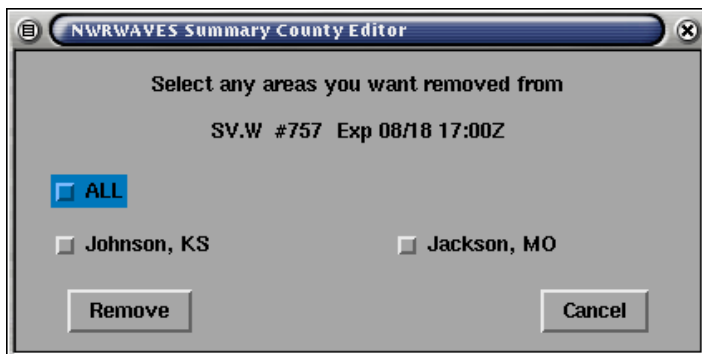 NWRWAVES Summary County Editor
Select any areas you want removed from
SV.W #757 Exp 08/18 17:00Z
ALL
Johnson, KS Jackson, MO
Remove Cancel